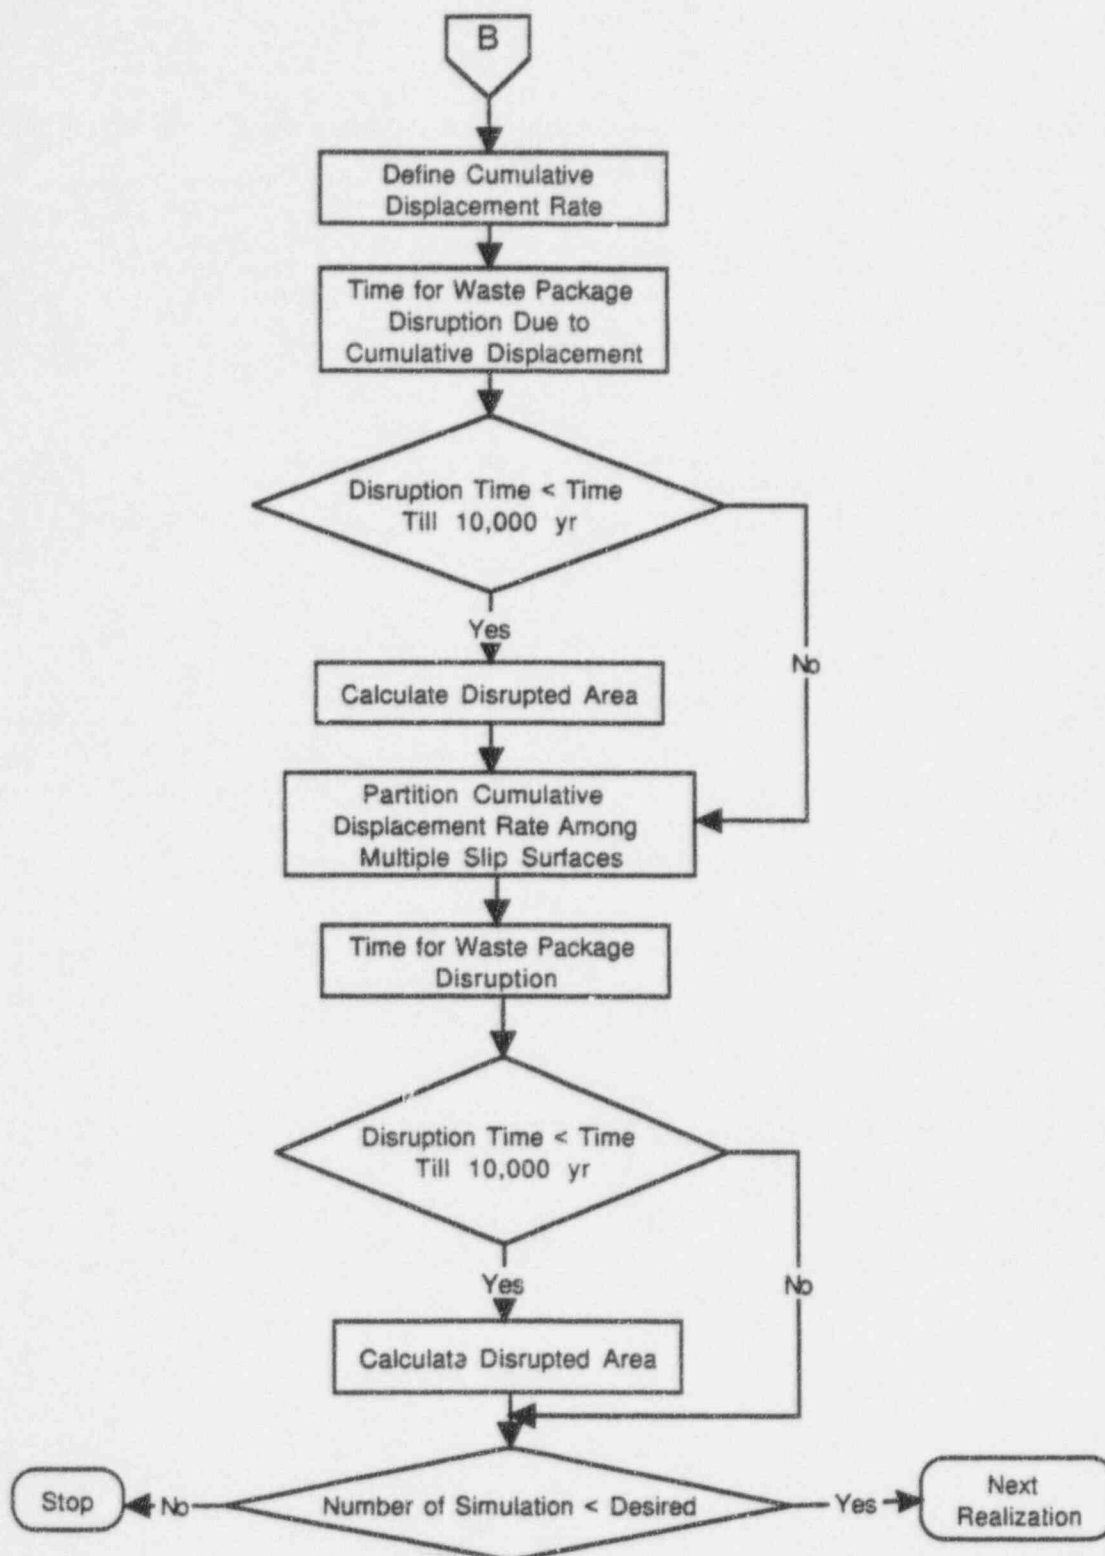 B
Define Cumulative
Displacement Rate
Time for Waste Package
Disruption Due to
Cumulative Displacement
Disruption Time < Time
Till 10,000 yr
Yes
No
Calculate Disrupted Area
Partition Cumulative
Displacement Rate Among
Multiple Slip Surfaces
Time for Waste Package
Disruption
Disruption Time < Time
Till 10,000 yr
Yes
No
Calculate Disrupted Area
Stop
No
Number of Simulation < Desired
Yes
Next
Realization